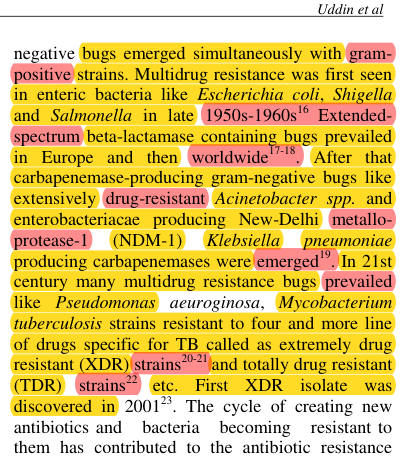 Uddin et al
negative bugs emerged simultaneously with gram-
positive strains. Multidrug resistance was first seen
in enteric bacteria like Escherichia coli, Shigella
and Salmonella in late 1950s-1960s16 Extended-
spectrum beta-lactamase containing bugs prevailed
in Europe and then worldwide17-18. After that
carbapenemase-producing gram-negative bugs like
extensively drug-resistant Acinetobacter spp. and
enterobacteriacae producing New-Delhi metallo-
protease-1 (NDM-1) Klebsiella pneumoniae
producing carbapenemases were emerged19. In 21st
century many multidrug resistance bugs prevailed
like Pseudomonas aeuroginosa, Mycobacterium
tuberculosis strains resistant to four and more line
of drugs specific for TB called as extremely drug
resistant (XDR) strains20-21 and totally drug resistant
(TDR) strains22 etc. First XDR isolate was
discovered in 200123. The cycle of creating new
antibiotics and bacteria becoming resistant to
them has contributed to the antibiotic resistance